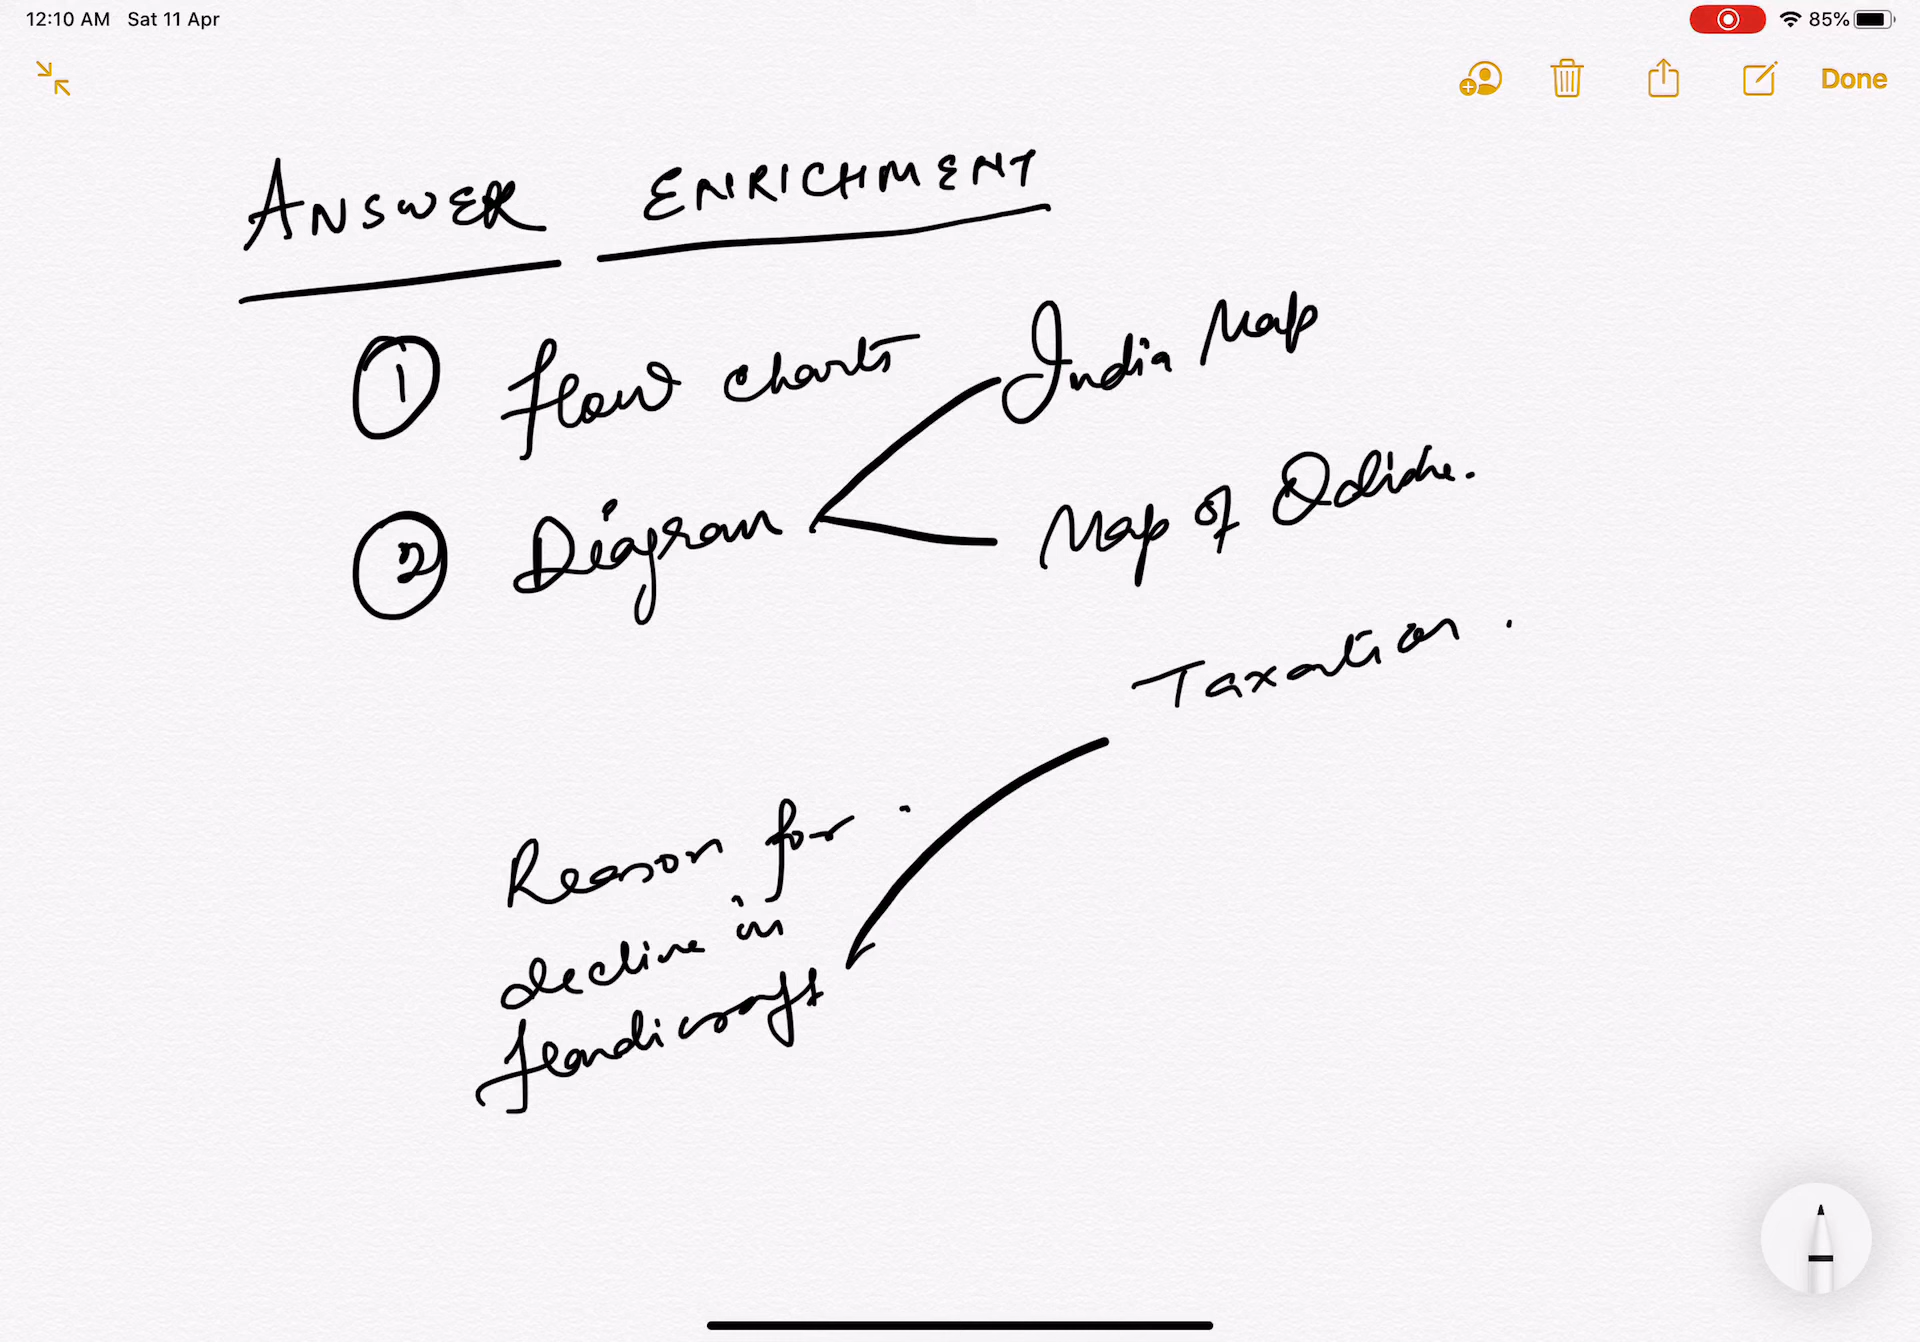 12:10 AM Sat 11 Apr
85%
Done
ANSWER ENRICHMENT
1 Flow charts
India Map
2 Diagram
Map of Odisha.
Taxation.
Reason for
decline in
Handicraft